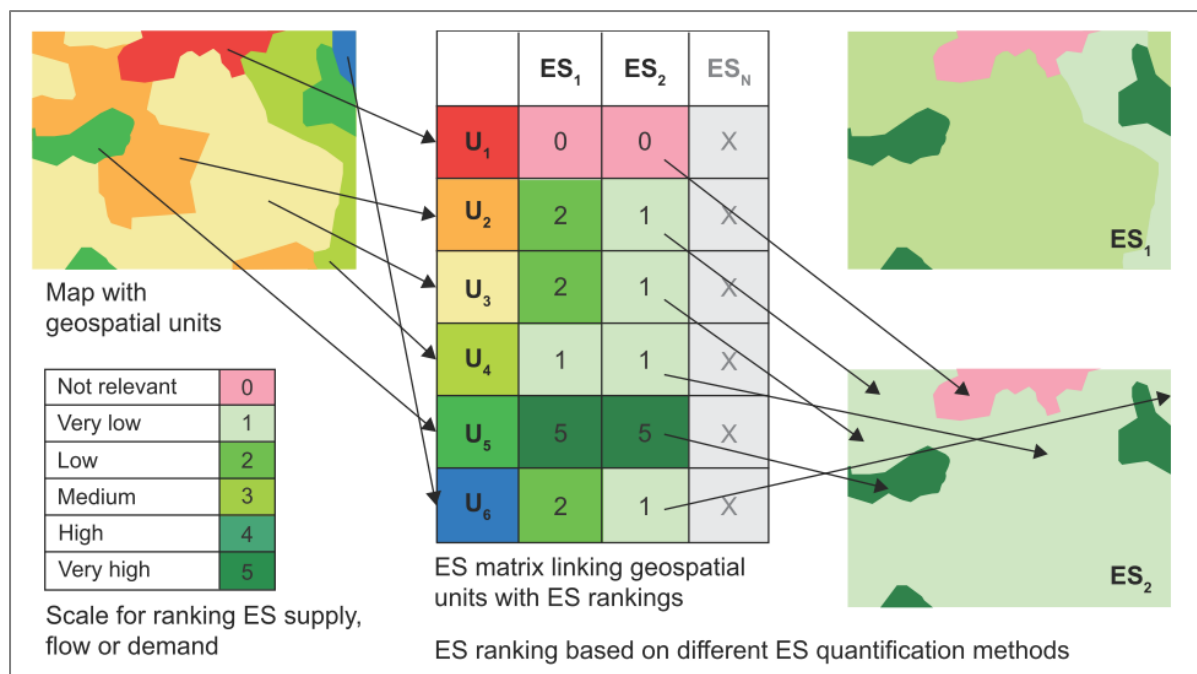 Map with
geospatial units
Not relevant 0
Very low 1
Low 2
Medium 3
High 4
Very high 5
Scale for ranking ES supply,
flow or demand
ES₁ ES₂ ES_N
U₁ 0 0 X
U₂ 2 1 X
U₃ 2 1 X
U₄ 1 1 X
U₅ 5 5 X
U₆ 2 1 X
ES matrix linking geospatial
units with ES rankings
ES ranking based on different ES quantification methods
ES₁
ES₂